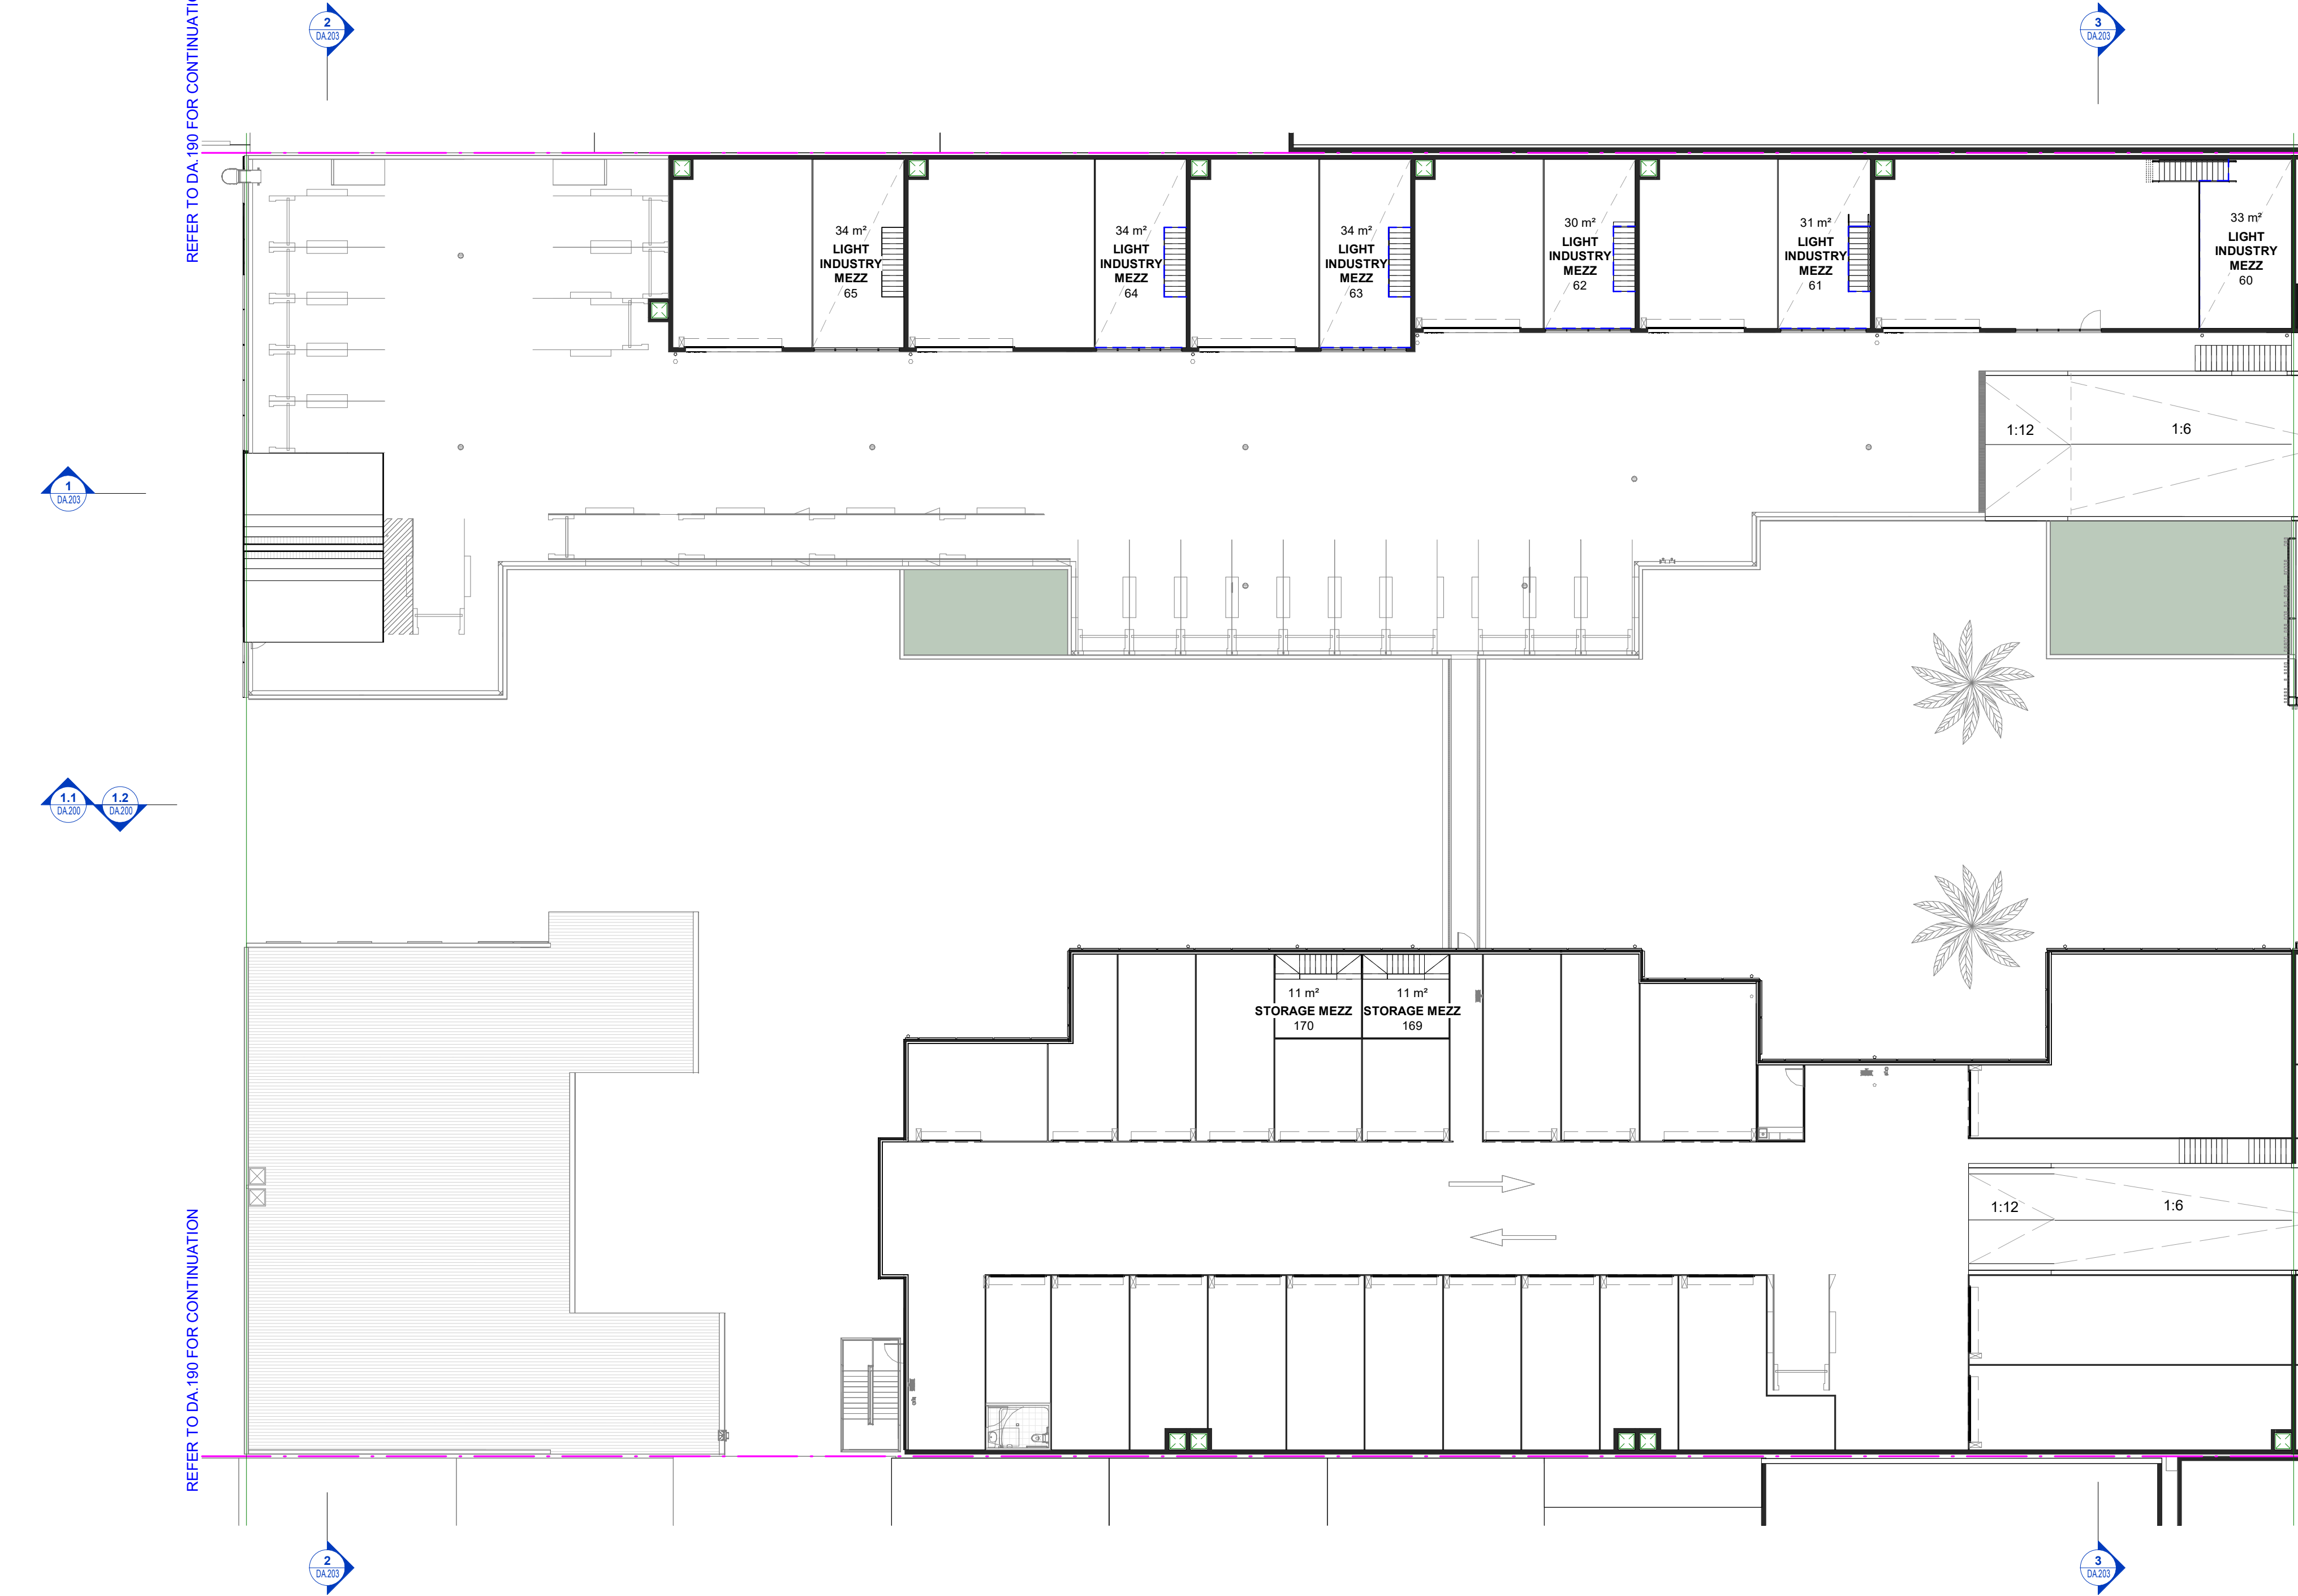 2
DA.203
3
DA.203
REFER TO DA.190 FOR CONTINUATIO
34 m²
LIGHT
INDUSTRY
MEZZ
65
34 m²
LIGHT
INDUSTRY
MEZZ
64
34 m²
LIGHT
INDUSTRY
MEZZ
63
30 m²
LIGHT
INDUSTRY
MEZZ
62
31 m²
LIGHT
INDUSTRY
MEZZ
61
33 m²
LIGHT
INDUSTRY
MEZZ
60
1:12
1:6
1
DA.203
1.1
DA.200
1.2
DA.200
11 m²
STORAGE MEZZ
170
11 m²
STORAGE MEZZ
169
1:12
1:6
REFER TO DA.190 FOR CONTINUATION
2
DA.203
3
DA.203